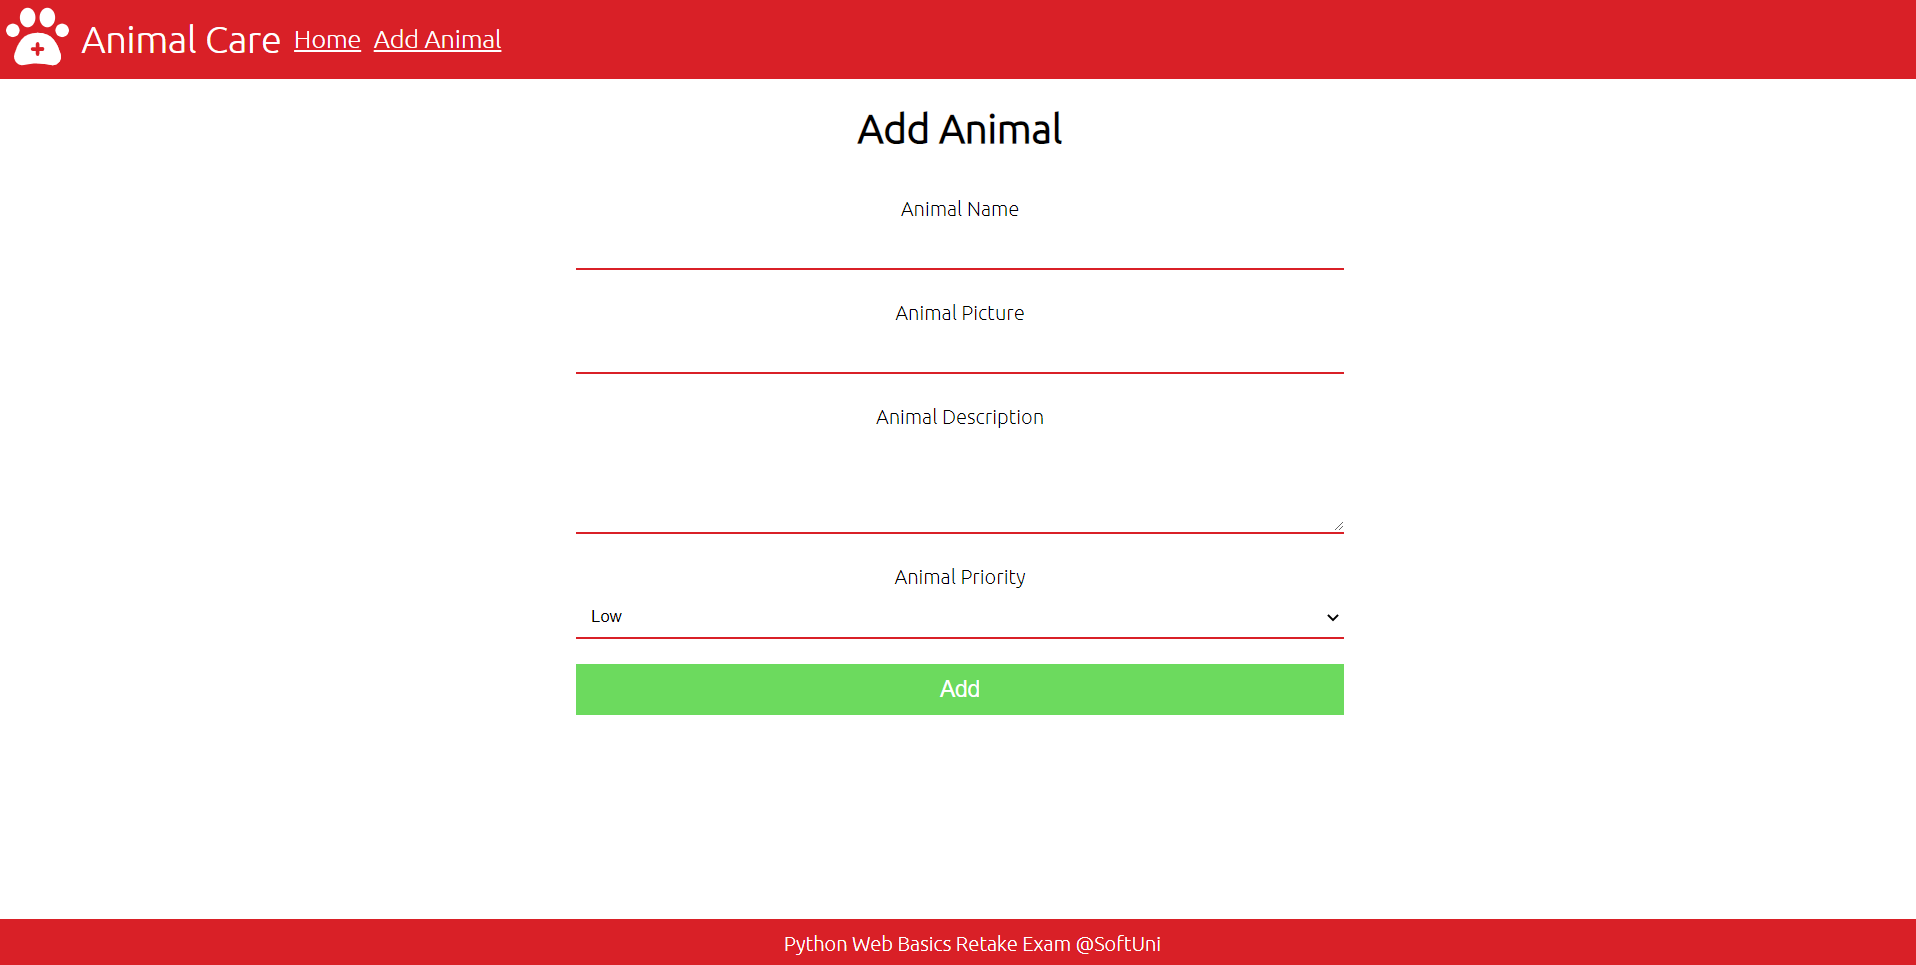 Animal Care Home Add Animal
Add Animal
Animal Name
Animal Picture
Animal Description
Animal Priority
Low
Add
Python Web Basics Retake Exam @SoftUni